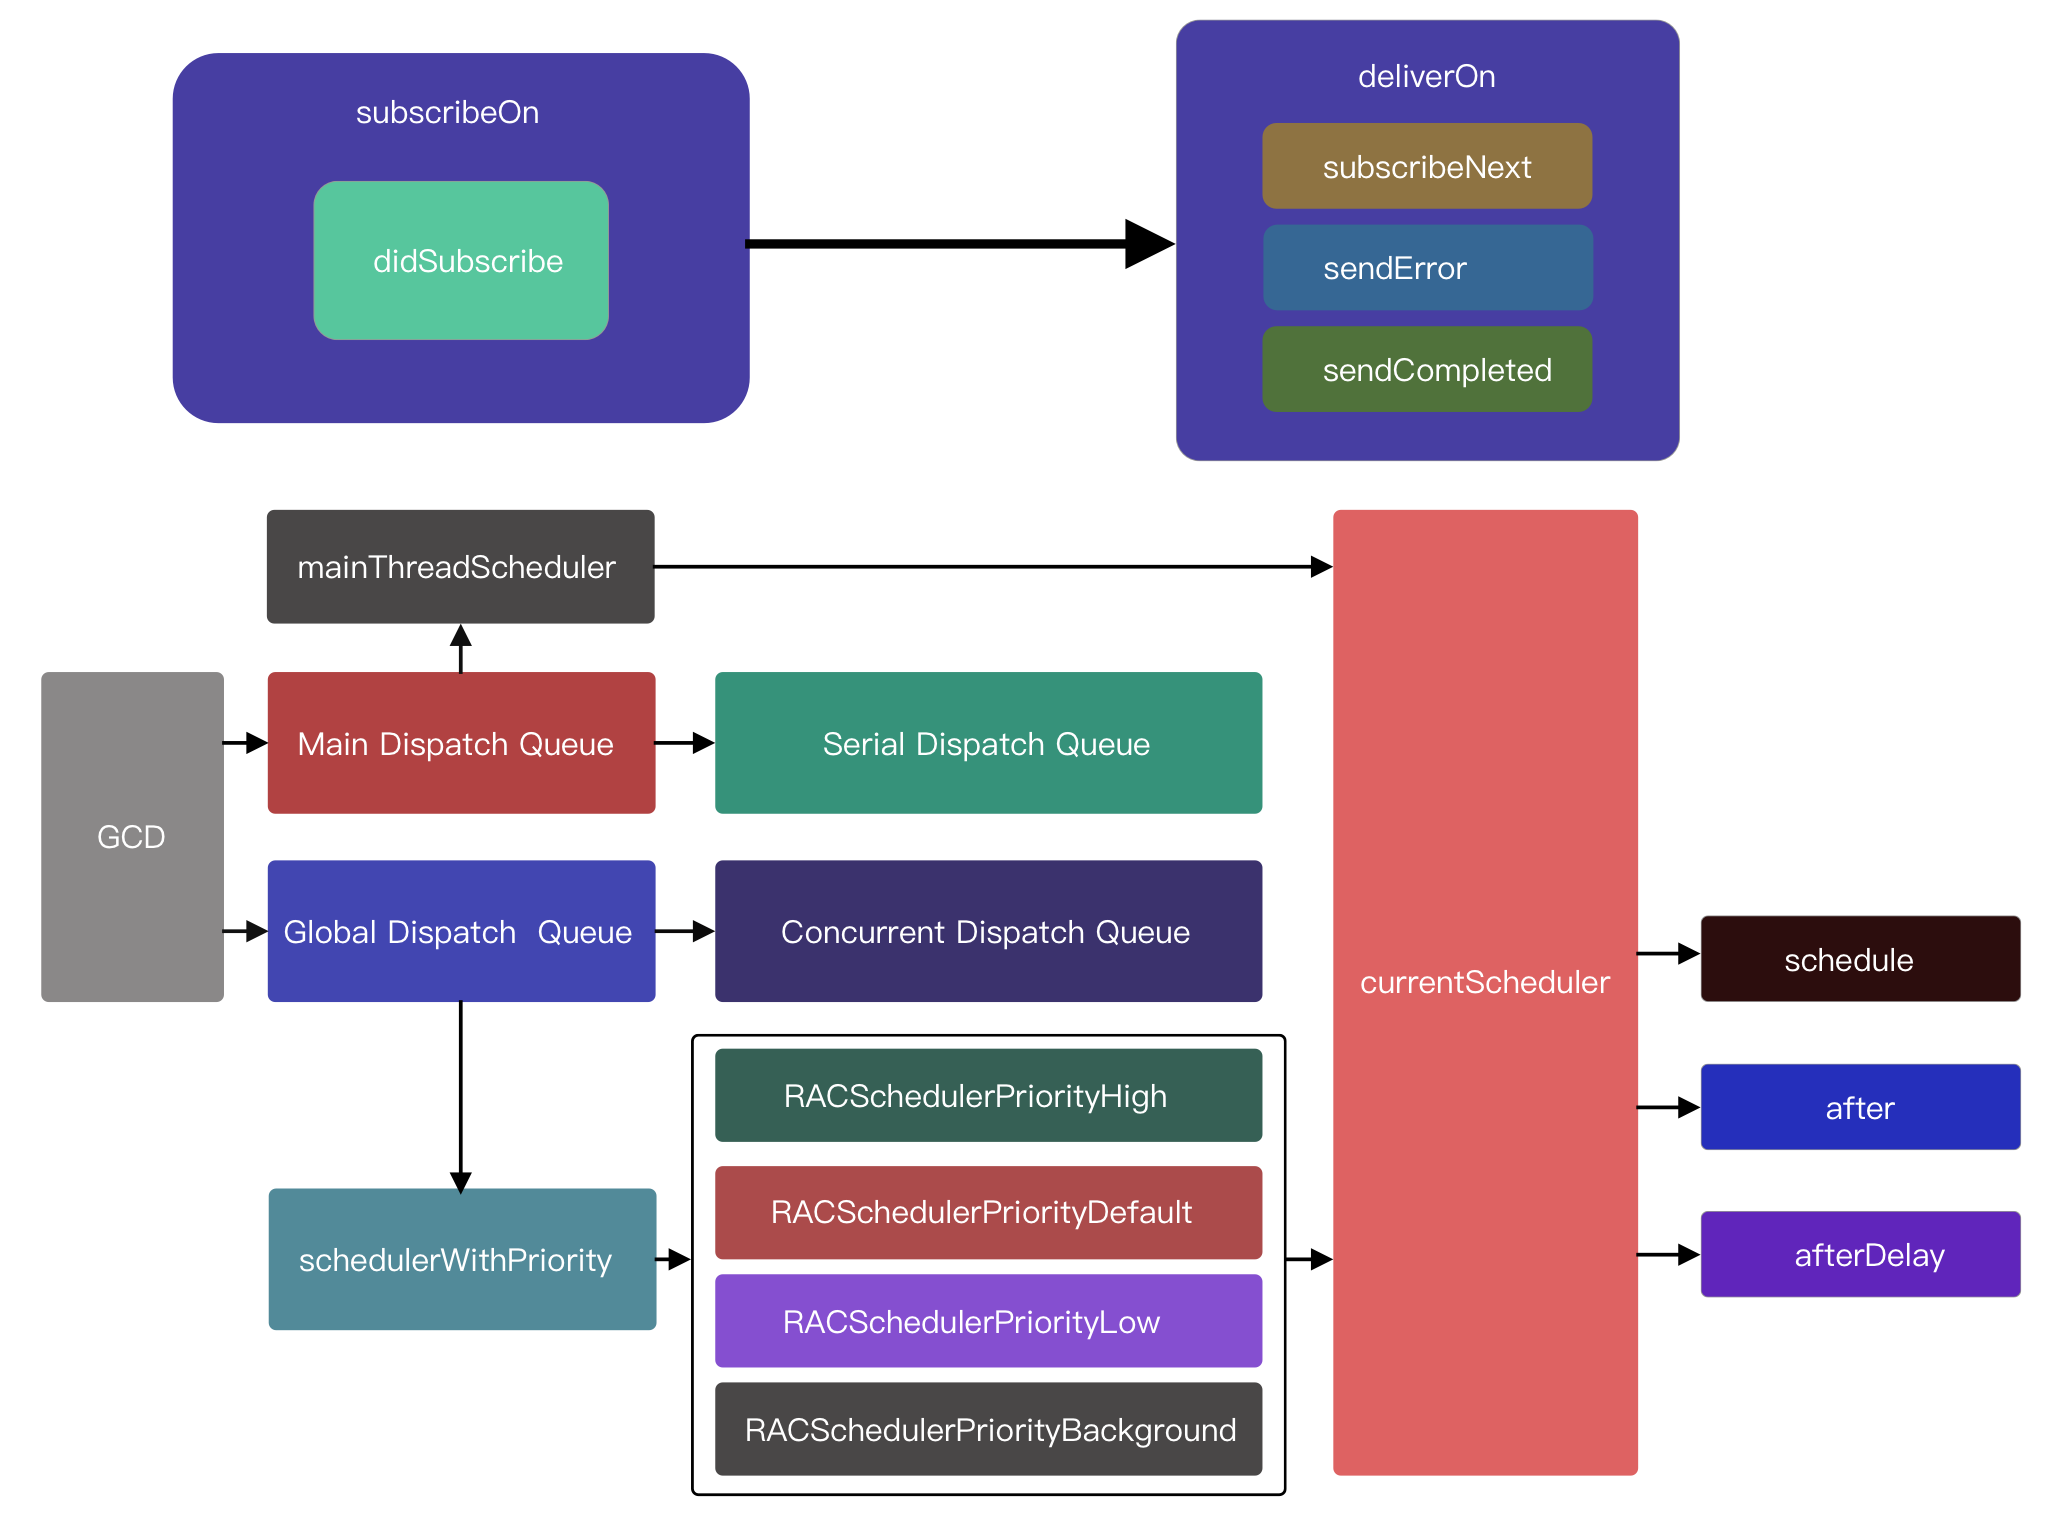 subscribeOn
didSubscribe
deliverOn
subscribeNext
sendError
sendCompleted
mainThreadScheduler
GCD
Main Dispatch Queue
Serial Dispatch Queue
Global Dispatch  Queue
Concurrent Dispatch Queue
schedulerWithPriority
RACSchedulerPriorityHigh
RACSchedulerPriorityDefault
RACSchedulerPriorityLow
RACSchedulerPriorityBackground
currentScheduler
schedule
after
afterDelay